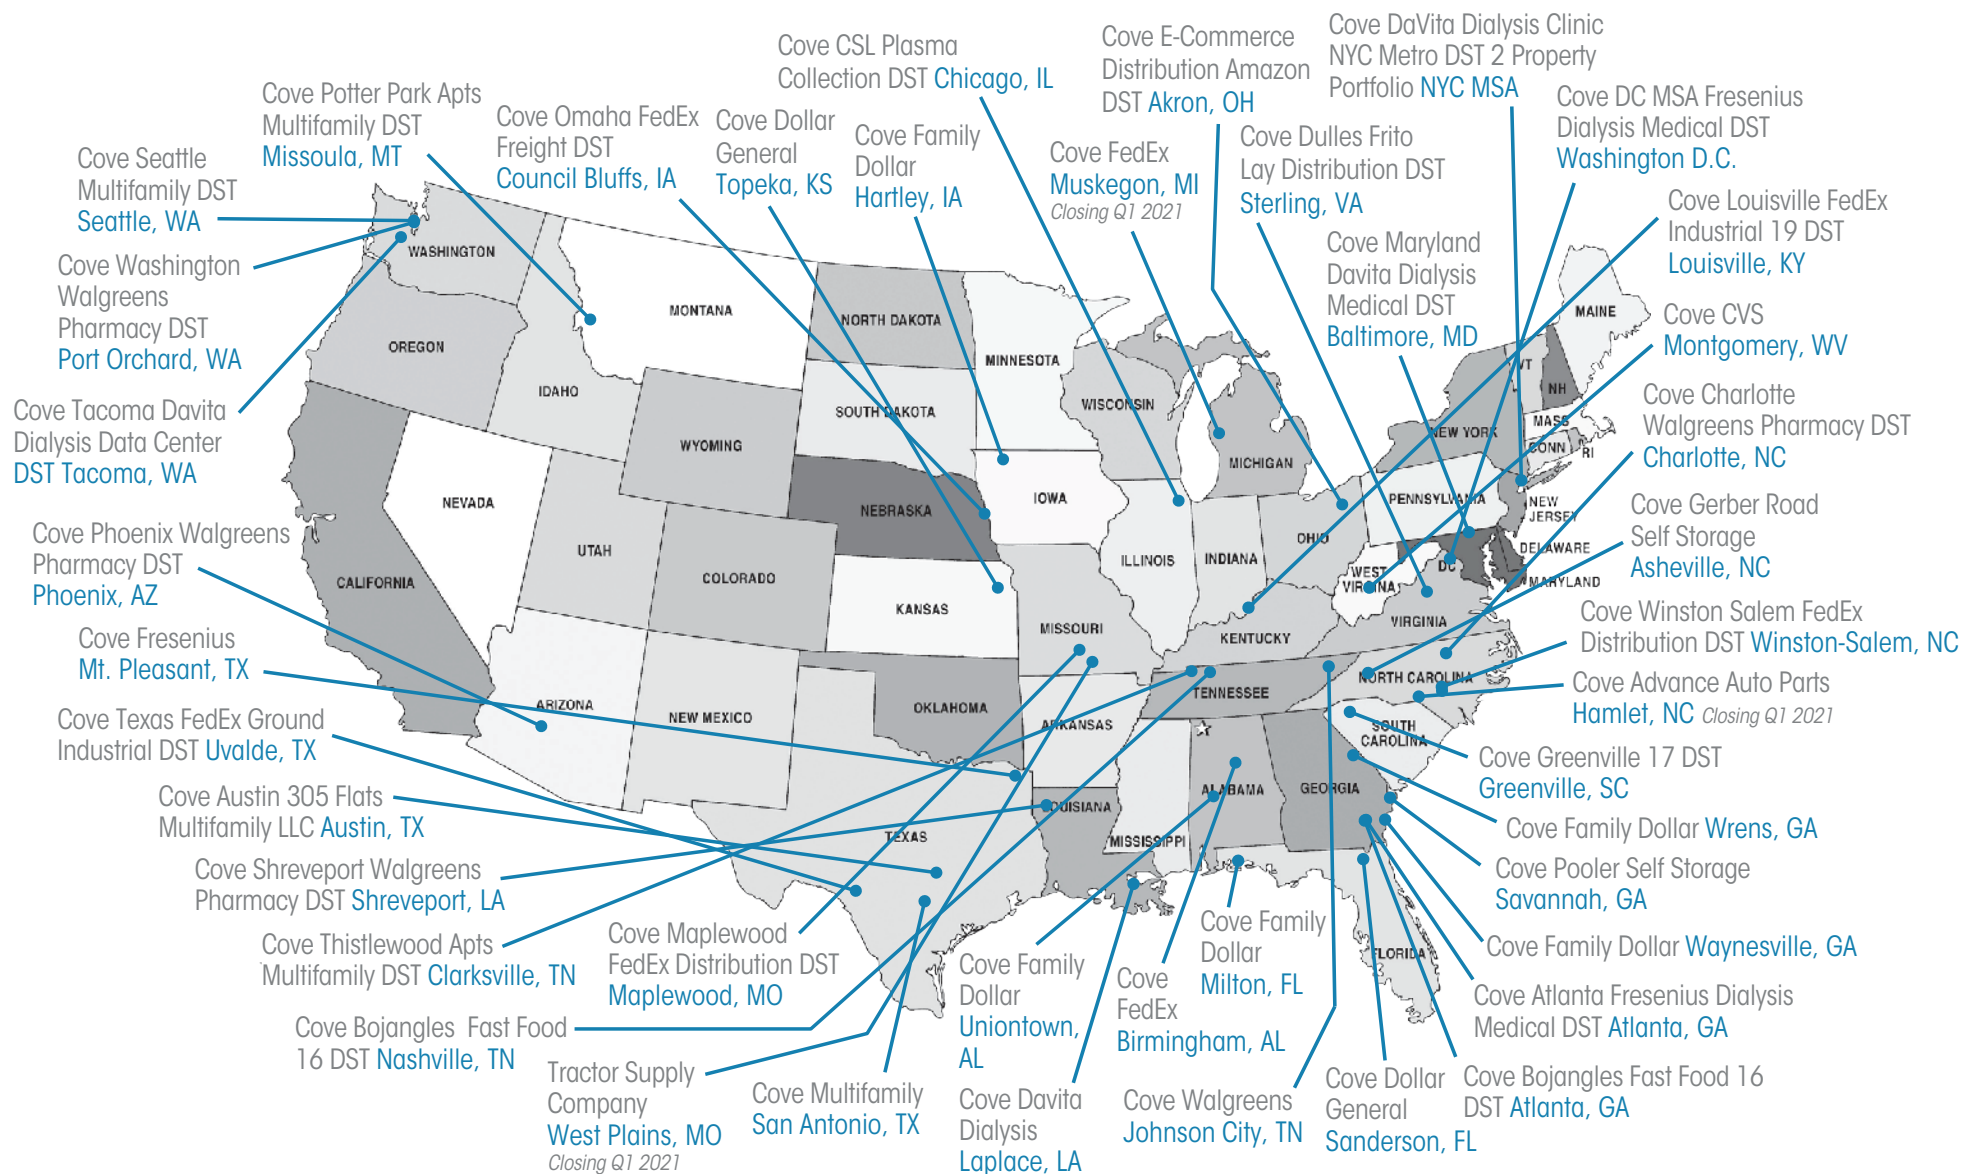 Cove Potter Park Apts
Multifamily DST
Missoula, MT
Cove Omaha FedEx
Freight DST
Council Bluffs, IA
Cove Dollar
General
Topeka, KS
Cove Family
Dollar
Hartley, IA
Cove CSL Plasma
Collection DST Chicago, IL
Cove FedEx
Muskegon, MI
Closing Q1 2021
Cove E-Commerce
Distribution Amazon
DST Akron, OH
Cove Dulles Frito
Lay Distribution DST
Sterling, VA
Cove DaVita Dialysis Clinic
NYC Metro DST 2 Property
Portfolio NYC MSA
Cove Maryland
Davita Dialysis
Medical DST
Baltimore, MD
Cove DC MSA Fresenius
Dialysis Medical DST
Washington D.C.
Cove Louisville FedEx
Industrial 19 DST
Louisville, KY
Cove CVS
Montgomery, WV
Cove Charlotte
Walgreens Pharmacy DST
Charlotte, NC
Cove Gerber Road
Self Storage
Asheville, NC
Cove Winston Salem FedEx
Distribution DST Winston-Salem, NC
Cove Advance Auto Parts
Hamlet, NC Closing Q1 2021
Cove Greenville 17 DST
Greenville, SC
Cove Family Dollar Wrens, GA
Cove Pooler Self Storage
Savannah, GA
Cove Family Dollar Waynesville, GA
Cove Atlanta Fresenius Dialysis
Medical DST Atlanta, GA
Cove Bojangles Fast Food 16
DST Atlanta, GA
Cove Dollar
General
Sanderson, FL
Cove Walgreens
Johnson City, TN
Cove Family
Dollar
Milton, FL
Cove
FedEx
Birmingham, AL
Cove Family
Dollar
Uniontown,
AL
Cove Davita
Dialysis
Laplace, LA
Cove Multifamily
San Antonio, TX
Cove Maplewood
FedEx Distribution DST
Maplewood, MO
Tractor Supply
Company
West Plains, MO
Closing Q1 2021
Cove Bojangles Fast Food
16 DST Nashville, TN
Cove Thistlewood Apts
Multifamily DST Clarksville, TN
Cove Shreveport Walgreens
Pharmacy DST Shreveport, LA
Cove Austin 305 Flats
Multifamily LLC Austin, TX
Cove Texas FedEx Ground
Industrial DST Uvalde, TX
Cove Fresenius
Mt. Pleasant, TX
Cove Phoenix Walgreens
Pharmacy DST
Phoenix, AZ
Cove Tacoma Davita
Dialysis Data Center
DST Tacoma, WA
Cove Washington
Walgreens
Pharmacy DST
Port Orchard, WA
Cove Seattle
Multifamily DST
Seattle, WA
WASHINGTON
OREGON
CALIFORNIA
NEVADA
IDAHO
MONTANA
WYOMING
UTAH
COLORADO
ARIZONA
NEW MEXICO
NORTH DAKOTA
SOUTH DAKOTA
NEBRASKA
KANSAS
OKLAHOMA
TEXAS
MINNESOTA
IOWA
MISSOURI
ARKANSAS
LOUISIANA
WISCONSIN
ILLINOIS
MICHIGAN
INDIANA
OHIO
KENTUCKY
TENNESSEE
MISSISSIPPI
ALABAMA
GEORGIA
FLORIDA
SOUTH
CAROLINA
NORTH CAROLINA
VIRGINIA
WEST
VIRGINIA
DC
MARYLAND
DELAWARE
NEW
JERSEY
PENNSYLVANIA
NEW YORK
CONN
RI
MASS
VT
NH
MAINE